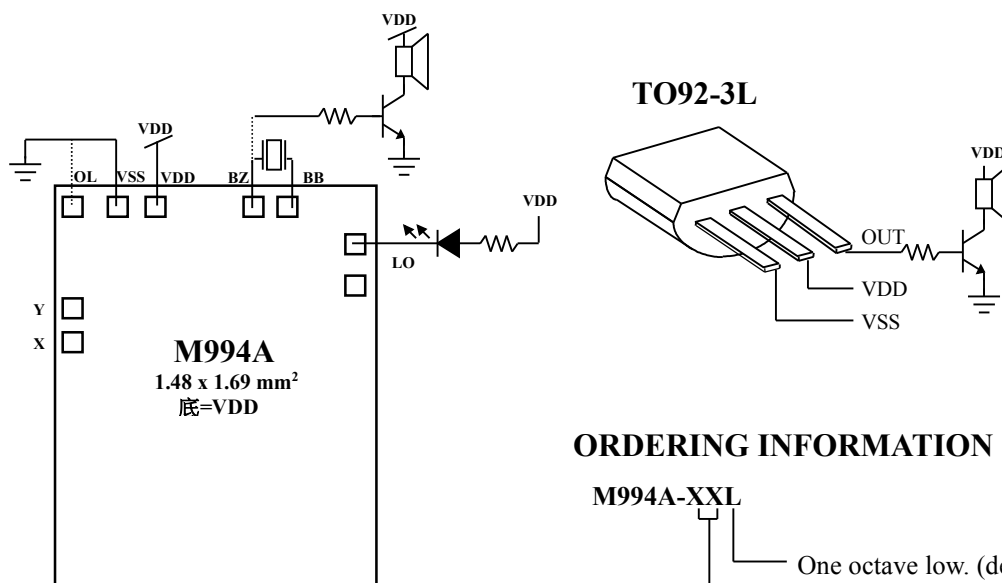 VDD
TO92-3L
VDD
OL VSS VDD BZ BB
VDD
LO
Y
X
M994A
1.48 x 1.69 mm²
底=VDD
VDD
OUT
VDD
VSS
ORDERING INFORMATION
M994A-XXL
One octave low.